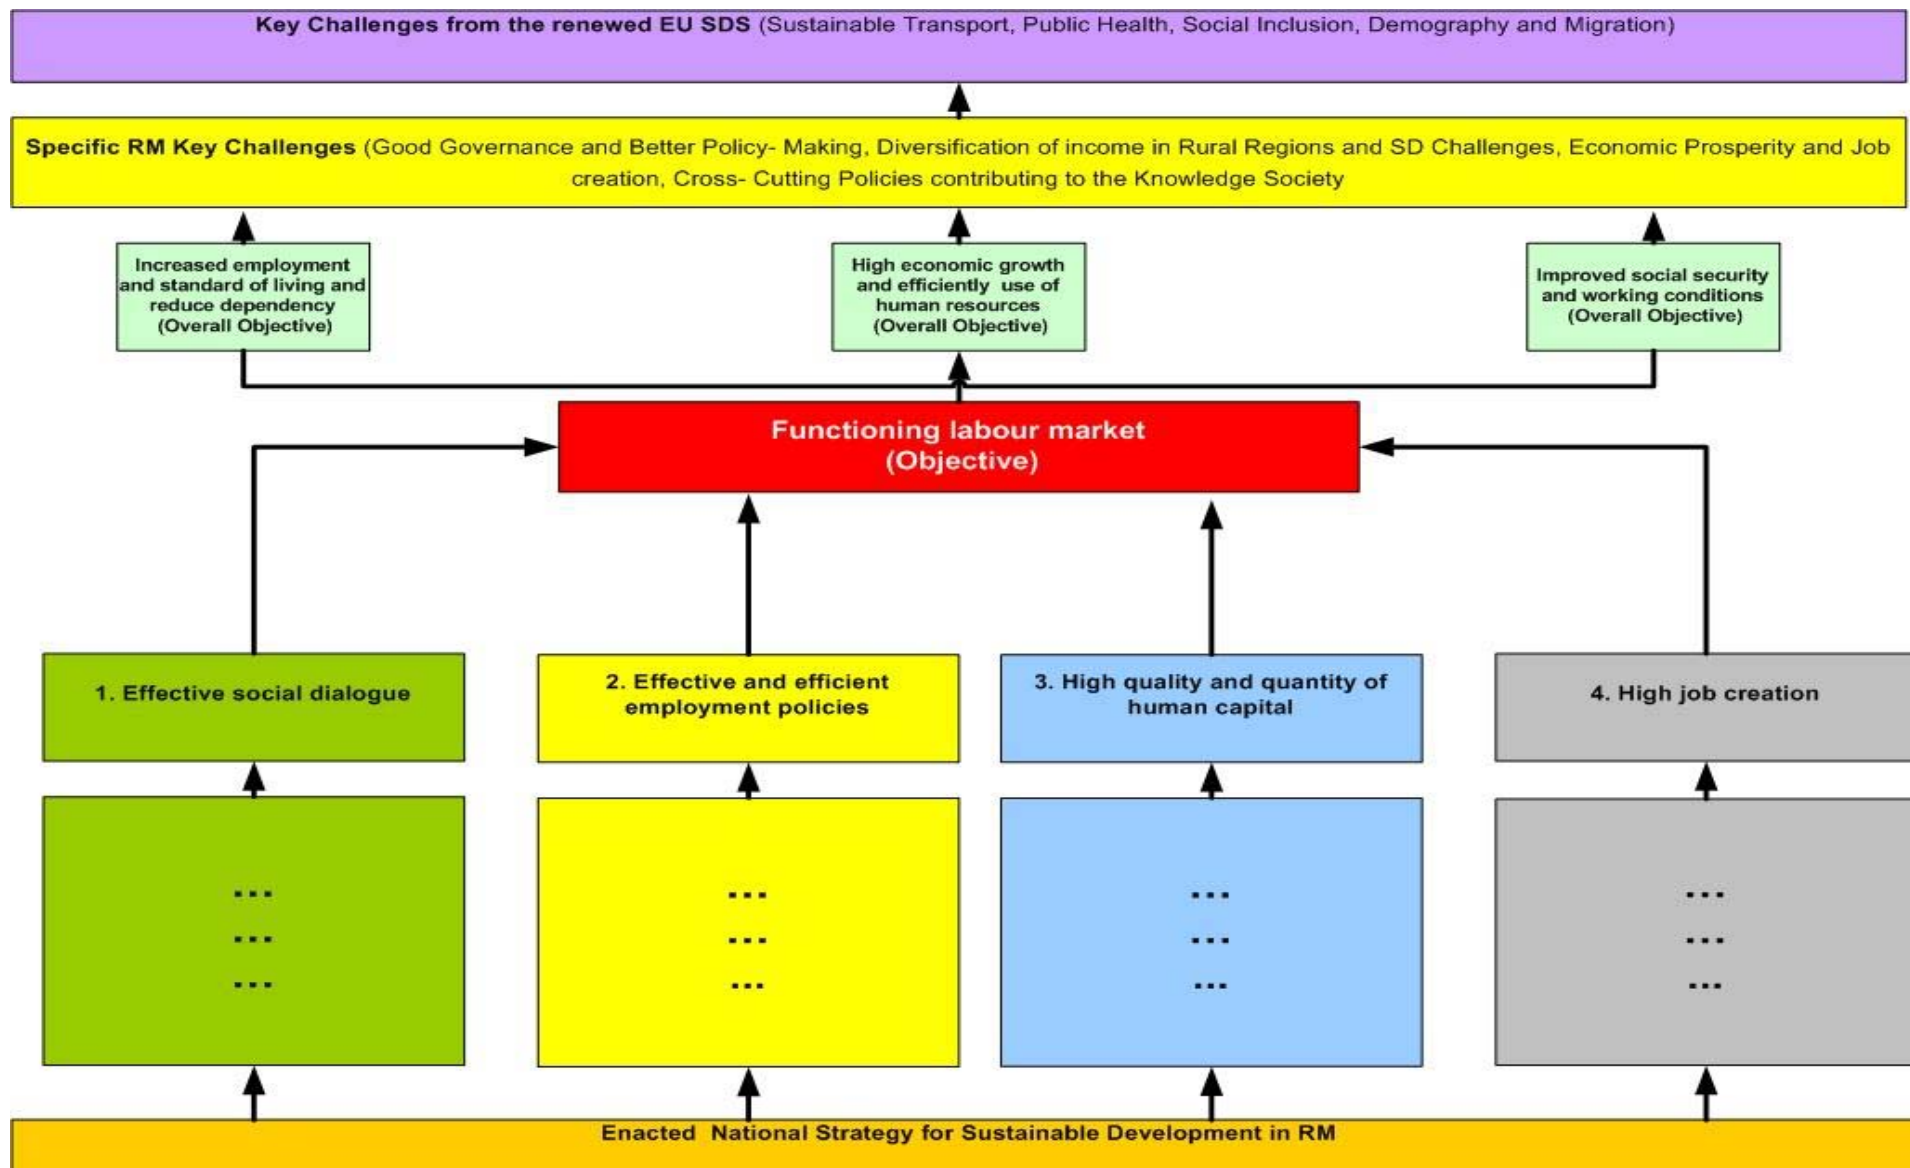 Key Challenges from the renewed EU SDS (Sustainable Transport, Public Health, Social Inclusion, Demography and Migration)
Specific RM Key Challenges (Good Governance and Better Policy- Making, Diversification of income in Rural Regions and SD Challenges, Economic Prosperity and Job
creation, Cross- Cutting Policies contributing to the Knowledge Society
Increased employment
and standard of living and
reduce dependency
(Overall Objective)
High economic growth
and efficiently use of
human resources
(Overall Objective)
Improved social security
and working conditions
(Overall Objective)
Functioning labour market
(Objective)
1. Effective social dialogue
2. Effective and efficient
employment policies
3. High quality and quantity of
human capital
4. High job creation
...
...
...
...
...
...
...
...
...
...
...
...
Enacted National Strategy for Sustainable Development in RM